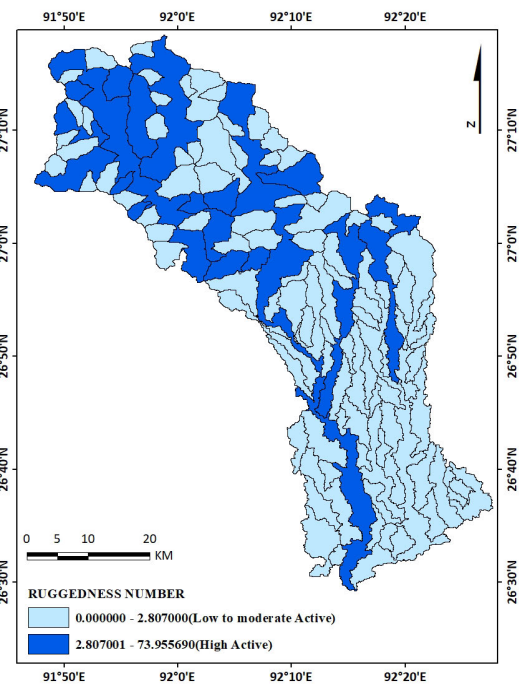 91°50'E 92°0'E 92°10'E 92°20'E
27°10'N 27°10'N
N
27°0'N 27°0'N
26°50'N 26°50'N
26°40'N 26°40'N
0 5 10 20
KM
26°30'N 26°30'N
RUGGEDNESS NUMBER
0.000000 - 2.807000(Low to moderate Active)
2.807001 - 73.955690(High Active)
91°50'E 92°0'E 92°10'E 92°20'E